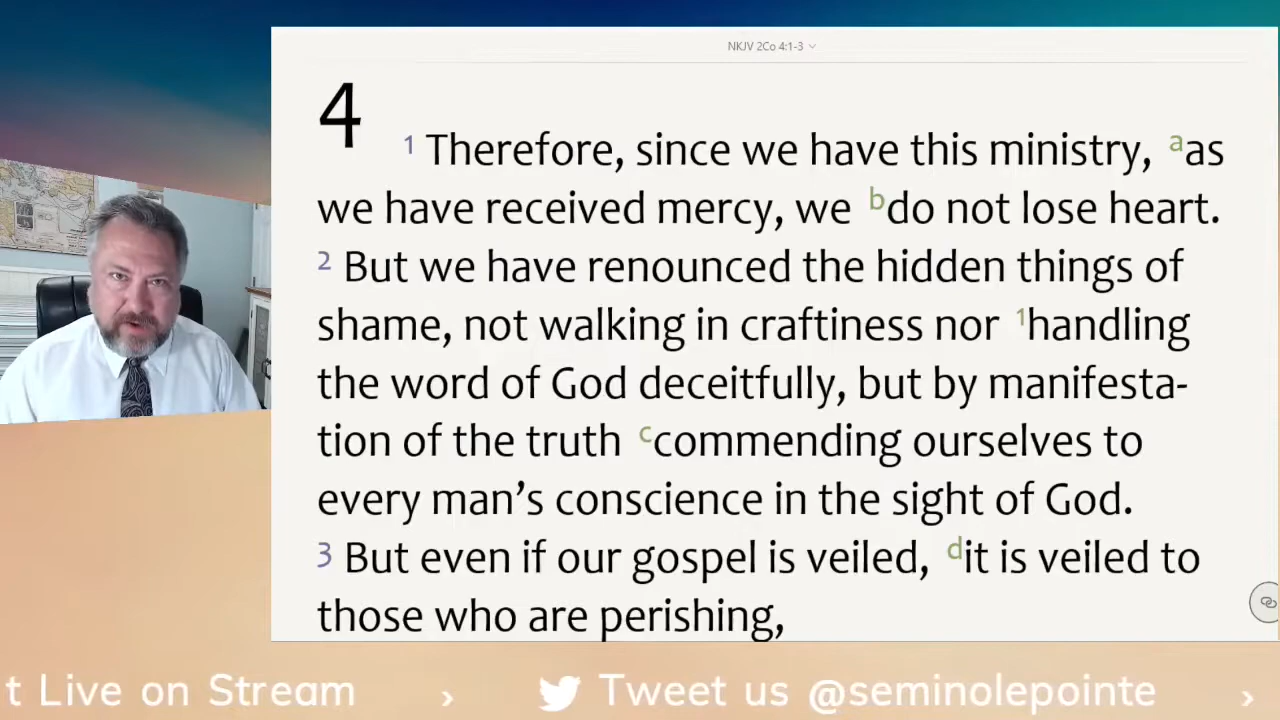 NKJV 2Co 4:1-3
4
1 Therefore, since we have this ministry, a as
we have received mercy, we b do not lose heart.
2 But we have renounced the hidden things of
shame, not walking in craftiness nor 1 handling
the word of God deceitfully, but by manifesta-
tion of the truth c commending ourselves to
every man’s conscience in the sight of God.
3 But even if our gospel is veiled, d it is veiled to
those who are perishing,
t Live on Stream › Tweet us @seminolepointe ›